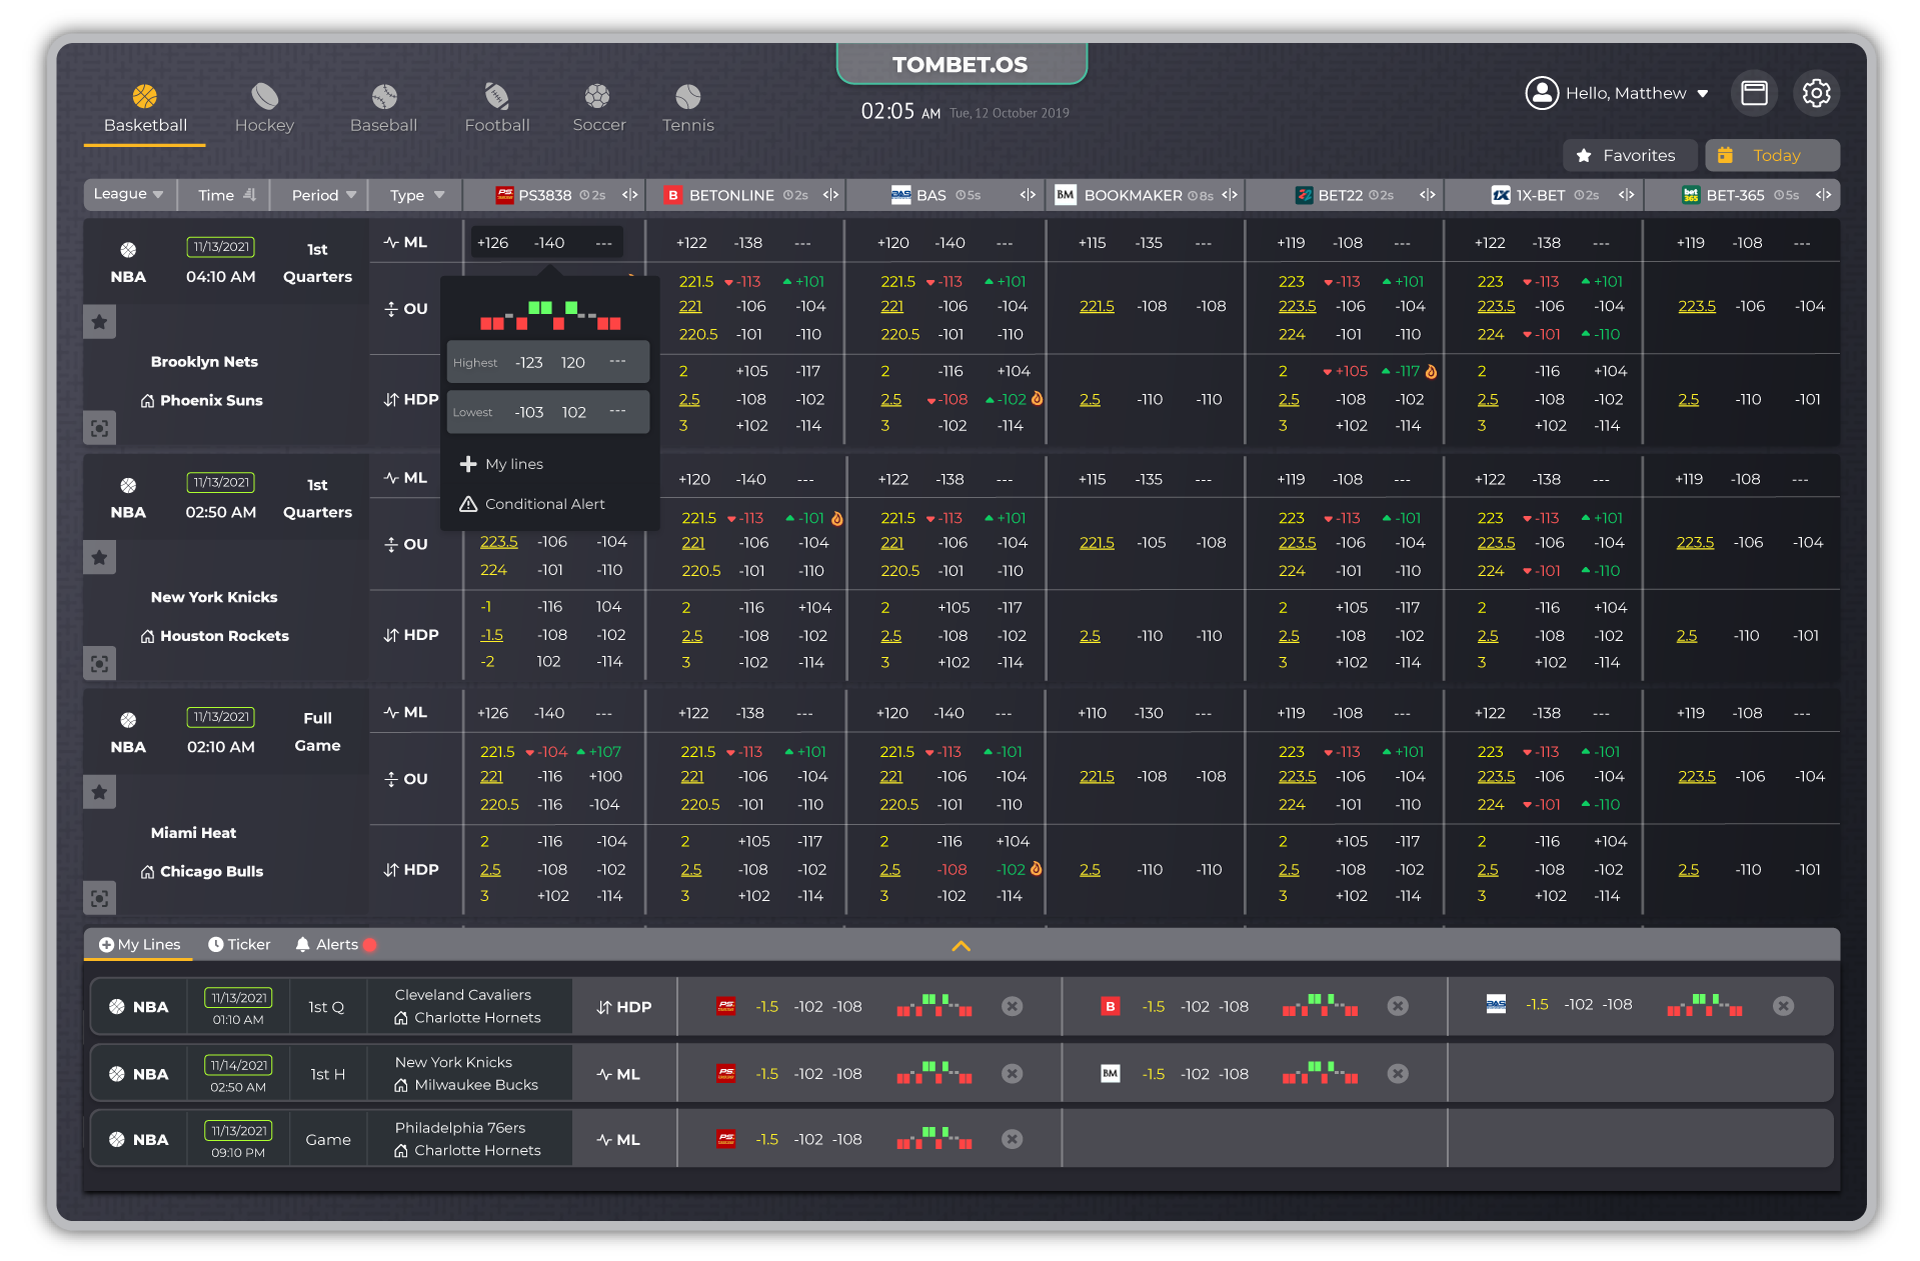 TOMBET.OS
02:05 AM Tue, 12 October 2019
Basketball Hockey Baseball Football Soccer Tennis
Hello, Matthew
Favorites Today
League Time Period Type PS3838 2s BETONLINE 2s BAS 5s BM BOOKMAKER 8s BET22 2s 1X-BET 2s bet 365 BET-365 5s
NBA
11/13/2021
04:10 AM
1st
Quarters
Brooklyn Nets
Phoenix Suns
ML +126 -140 --- +122 -138 --- +120 -140 --- +115 -135 --- +119 -108 --- +122 -138 --- +119 -108 ---
OU
221.5 -113 +101 221.5 -113 +101 223 -113 +101 223 -113 +101
221 -106 -104 221 -106 -104 221.5 -108 -108 223.5 -106 -104 223.5 -106 -104 223.5 -106 -104
220.5 -101 -110 220.5 -101 -110 224 -101 -110 224 -101 -110
HDP
2 +105 -117 2 -116 +104 2 +105 -117 2 -116 +104
2.5 -108 -102 2.5 -108 -102 2.5 -110 -110 2.5 -108 -102 2.5 -108 -102 2.5 -110 -101
3 +102 -114 3 -102 -114 3 +102 -114 3 +102 -114
Highest -123 120 ---
Lowest -103 102 ---
My lines
Conditional Alert
NBA
11/13/2021
02:50 AM
1st
Quarters
New York Knicks
Houston Rockets
ML +120 -140 --- +122 -138 --- +115 -135 --- +119 -108 --- +122 -138 --- +119 -108 ---
OU
221.5 -113 -101 221.5 -113 +101 223 -113 -101 223 -113 +101
223.5 -106 -104 221 -106 -104 221 -106 -104 221.5 -105 -108 223.5 -106 -104 223.5 -106 -104 223.5 -106 -104
224 -101 -110 220.5 -101 -110 220.5 -101 -110 224 -101 -110 224 -101 -110
HDP
-1 -116 104 2 -116 +104 2 +105 -117 2 +105 -117 2 -116 +104
-1.5 -108 -102 2.5 -108 -102 2.5 -108 -102 2.5 -110 -110 2.5 -108 -102 2.5 -108 -102 2.5 -110 -101
-2 102 -114 3 -102 -114 3 +102 -114 3 +102 -114 3 +102 -114
NBA
11/13/2021
02:10 AM
Full
Game
Miami Heat
Chicago Bulls
ML +126 -140 --- +122 -138 --- +120 -140 --- +110 -130 --- +119 -108 --- +122 -138 --- +119 -108 ---
OU
221.5 -104 +107 221.5 -113 +101 221.5 -113 -101 223 -113 +101 223 -113 -101
221 -116 +100 221 -106 -104 221 -106 -104 221.5 -108 -108 223.5 -106 -104 223.5 -106 -104 223.5 -106 -104
220.5 -116 -104 220.5 -101 -110 220.5 -101 -110 224 -101 -110 224 -101 -110
HDP
2 -116 -104 2 +105 -117 2 -116 +104 2 +105 -117 2 -116 +104
2.5 -108 -102 2.5 -108 -102 2.5 -108 -102 2.5 -110 -110 2.5 -108 -102 2.5 -108 -102 2.5 -110 -101
3 +102 -114 3 +102 -114 3 -102 -114 3 +102 -114 3 +102 -114
My Lines Ticker Alerts
NBA 11/13/2021 01:10 AM 1st Q
Cleveland Cavaliers
Charlotte Hornets
HDP PS -1.5 -102 -108 B -1.5 -102 -108 BAS -1.5 -102 -108
NBA 11/14/2021 02:50 AM 1st H
New York Knicks
Milwaukee Bucks
ML PS -1.5 -102 -108 BM -1.5 -102 -108
NBA 11/13/2021 09:10 PM Game
Philadelphia 76ers
Charlotte Hornets
ML PS -1.5 -102 -108